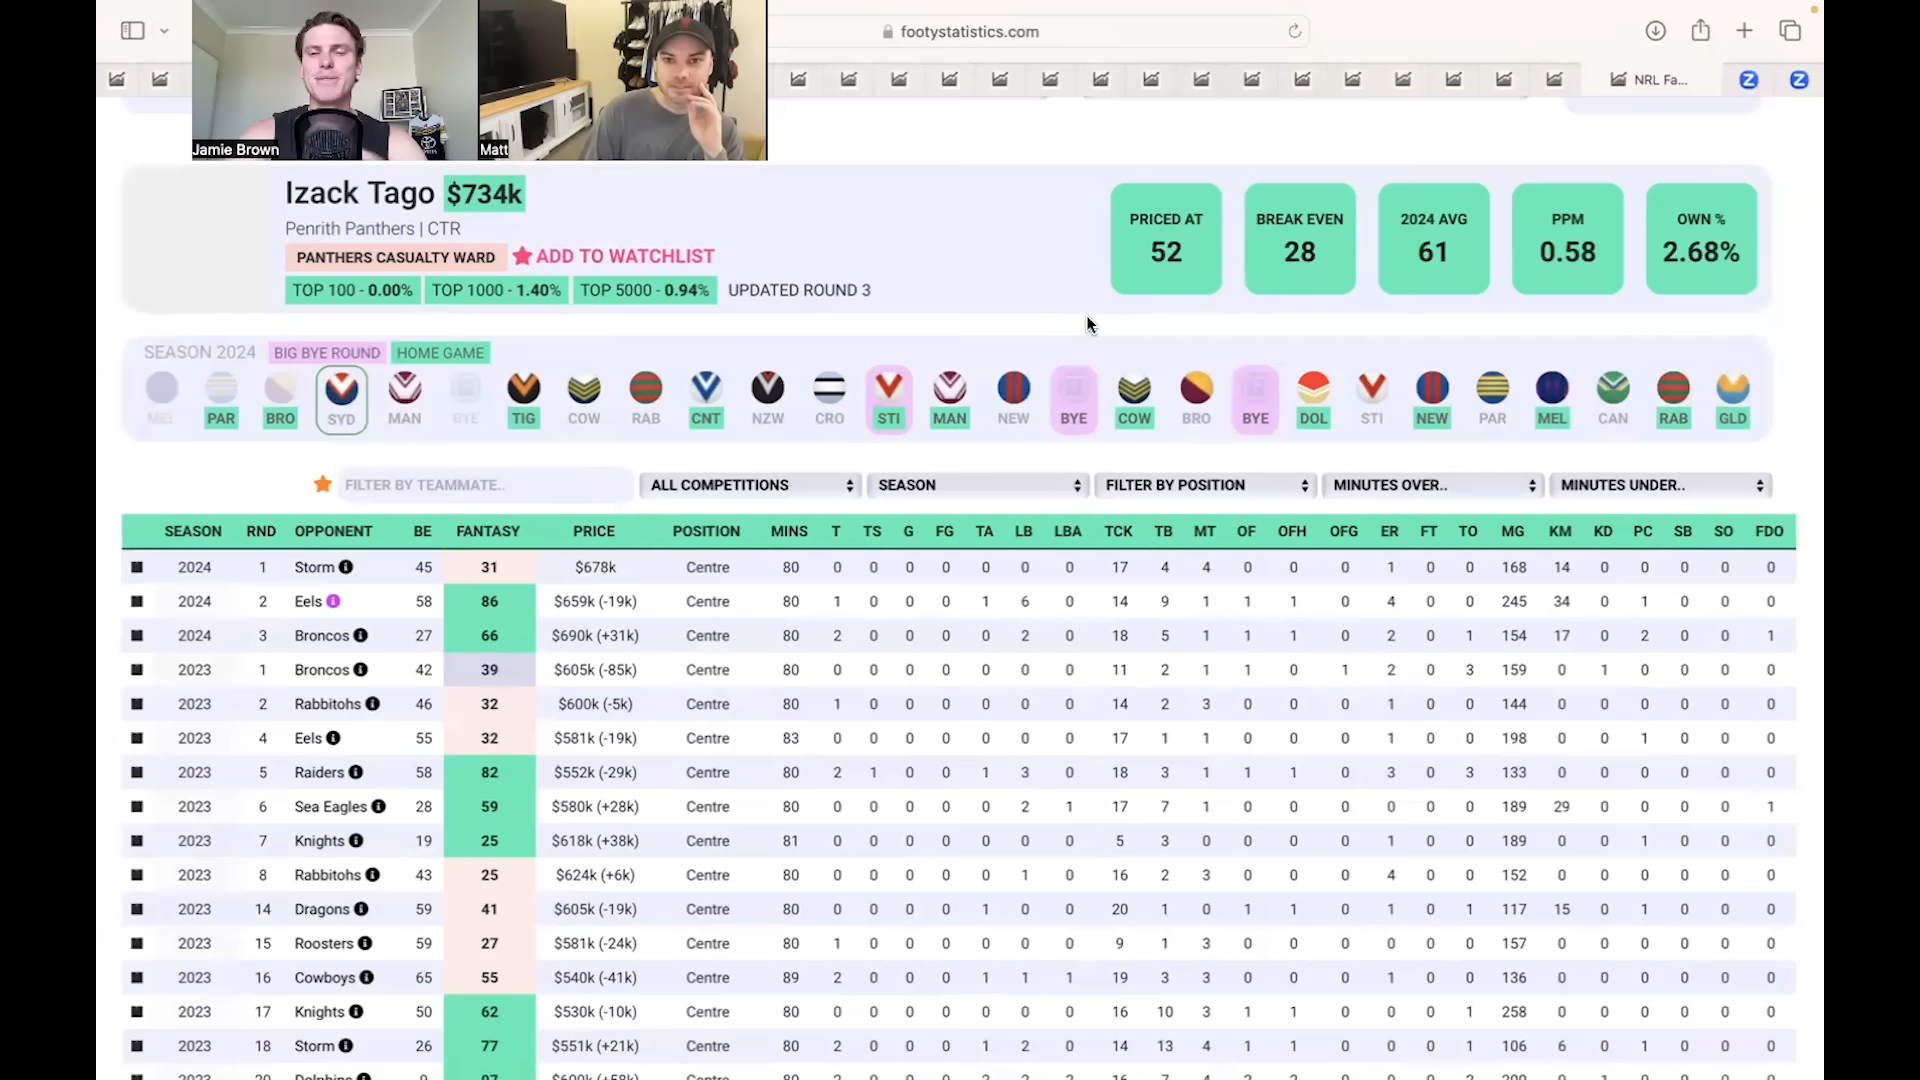 footystatistics.com
NRL Fa...
Jamie Brown
Matt
Izack Tago $734k
Penrith Panthers | CTR
PANTHERS CASUALTY WARD ADD TO WATCHLIST
TOP 100 - 0.00% TOP 1000 - 1.40% TOP 5000 - 0.94% UPDATED ROUND 3
PRICED AT BREAK EVEN 2024 AVG PPM OWN %
52 28 61 0.58 2.68%
SEASON 2024 BIG BYE ROUND HOME GAME
MEL PAR BRO SYD MAN BYE TIG COW RAB CNT NZW CRO STI MAN NEW BYE COW BRO BYE DOL STI NEW PAR MEL CAN RAB GLD
FILTER BY TEAMMATE.. ALL COMPETITIONS SEASON FILTER BY POSITION MINUTES OVER.. MINUTES UNDER..
SEASON RND OPPONENT BE FANTASY PRICE POSITION MINS T TS G FG TA LB LBA TCK TB MT OF OFH OFG ER FT TO MG KM KD PC SB SO FDO
2024 1 Storm 45 31 $678k Centre 80 0 0 0 0 0 0 0 17 4 4 0 0 0 1 0 0 168 14 0 0 0 0 0
2024 2 Eels 58 86 $659k (-19k) Centre 80 1 0 0 0 1 6 0 14 9 1 1 1 0 4 0 0 245 34 0 1 0 0 0
2024 3 Broncos 27 66 $690k (+31k) Centre 80 2 0 0 0 0 2 0 18 5 1 1 1 0 2 0 1 154 17 0 2 0 0 1
2023 1 Broncos 42 39 $605k (-85k) Centre 80 0 0 0 0 0 0 0 11 2 1 1 0 1 2 0 3 159 0 1 0 0 0 0
2023 2 Rabbitohs 46 32 $600k (-5k) Centre 80 1 0 0 0 0 0 0 14 2 3 0 0 0 1 0 0 144 0 0 0 0 0 0
2023 4 Eels 55 32 $581k (-19k) Centre 83 0 0 0 0 0 0 0 17 1 1 0 0 0 1 0 0 198 0 0 1 0 0 0
2023 5 Raiders 58 82 $552k (-29k) Centre 80 2 1 0 0 1 3 0 18 3 1 1 1 0 3 0 3 133 0 0 0 0 0 0
2023 6 Sea Eagles 28 59 $580k (+28k) Centre 80 0 0 0 0 0 2 1 17 7 1 0 0 0 0 0 0 189 29 0 0 0 0 1
2023 7 Knights 19 25 $618k (+38k) Centre 81 0 0 0 0 0 0 0 5 3 0 0 0 0 1 0 0 189 0 0 1 0 0 0
2023 8 Rabbitohs 43 25 $624k (+6k) Centre 80 0 0 0 0 0 1 0 16 2 3 0 0 0 4 0 0 152 0 0 0 0 0 0
2023 14 Dragons 59 41 $605k (-19k) Centre 80 0 0 0 0 1 0 0 20 1 0 1 1 0 1 0 1 117 15 0 1 0 0 0
2023 15 Roosters 59 27 $581k (-24k) Centre 80 1 0 0 0 0 0 0 9 1 3 0 0 0 0 0 0 157 0 0 0 0 0 0
2023 16 Cowboys 65 55 $540k (-41k) Centre 89 2 0 0 0 1 1 1 19 3 3 0 0 0 1 0 0 136 0 0 0 0 0 0
2023 17 Knights 50 62 $530k (-10k) Centre 80 0 0 0 0 0 0 0 16 10 3 1 1 0 0 0 1 258 0 0 0 0 0 0
2023 18 Storm 26 77 $551k (+21k) Centre 80 2 0 0 0 1 2 0 14 13 4 1 1 0 0 0 1 106 6 0 1 0 0 0